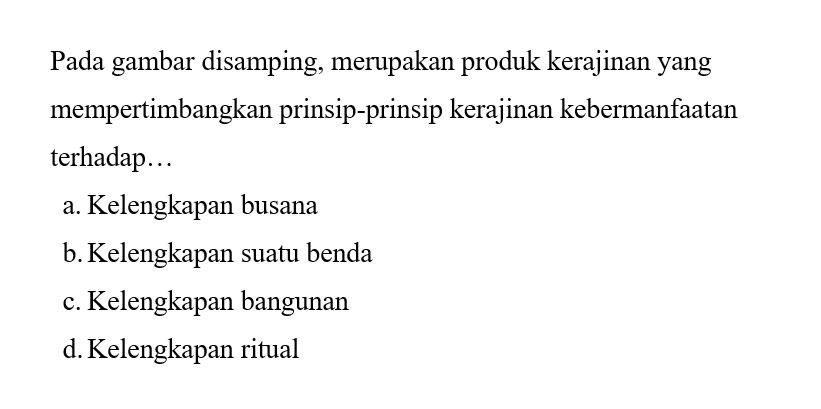 Pada gambar disamping, merupakan produk kerajinan yang
mempertimbangkan prinsip-prinsip kerajinan kebermanfaatan
terhadap…
a. Kelengkapan busana
b. Kelengkapan suatu benda
c. Kelengkapan bangunan
d. Kelengkapan ritual